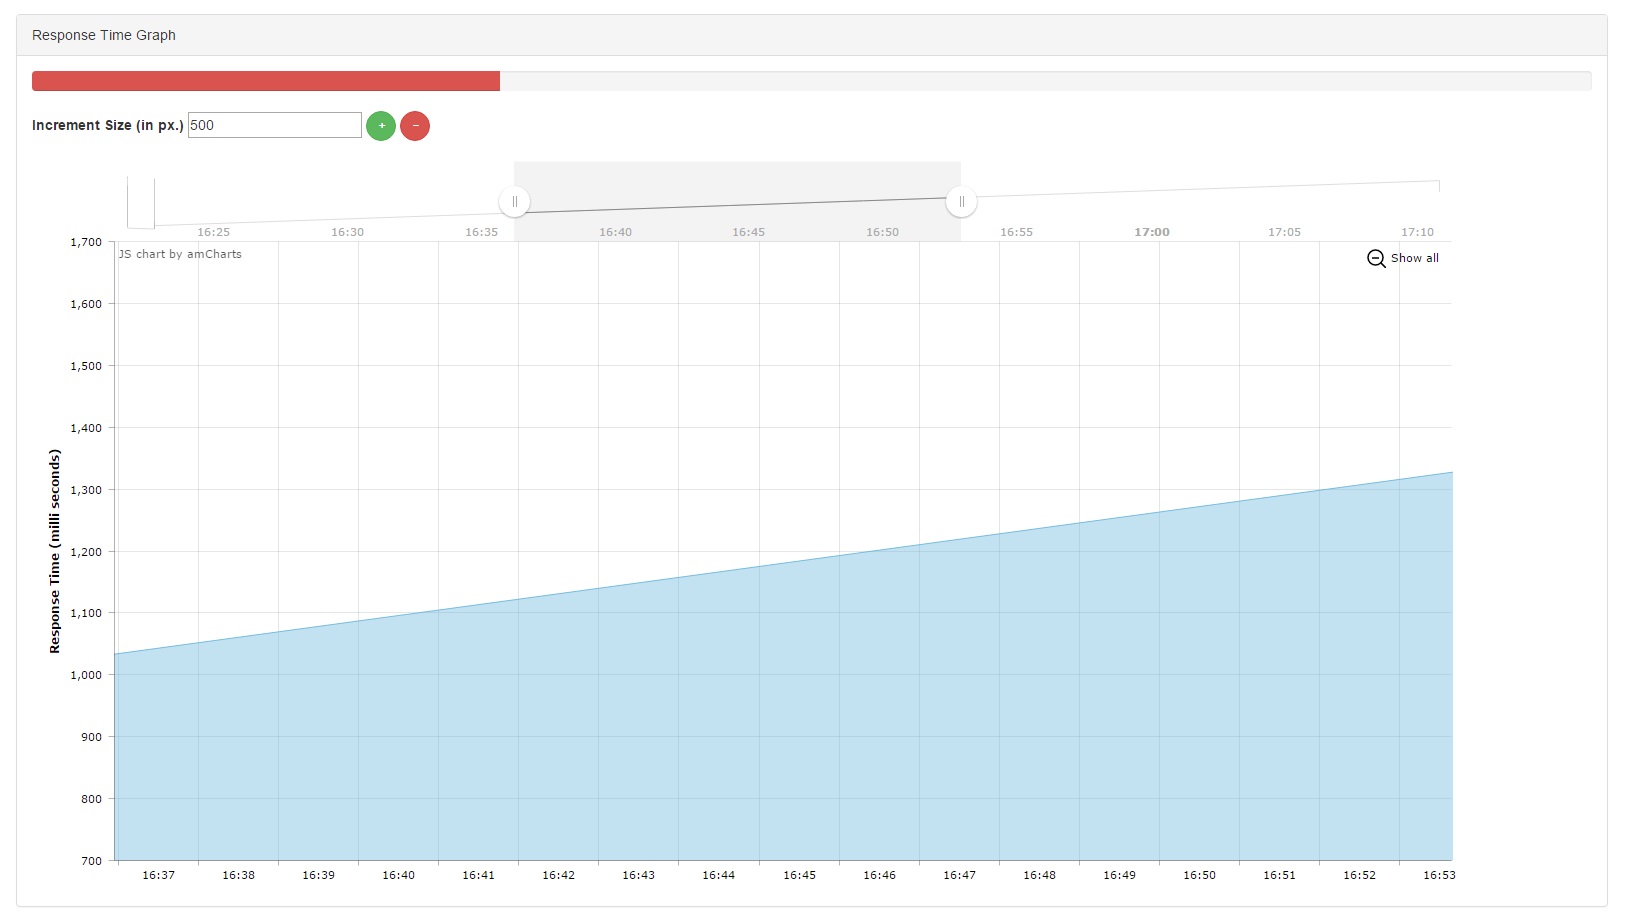 Response Time Graph
Increment Size (in px.) 500 + −
16:25 16:30 16:35 16:40 16:45 16:50 16:55 17:00 17:05 17:10
JS chart by amCharts
Show all
1,700
1,600
1,500
1,400
1,300
1,200
1,100
1,000
900
800
700
Response Time (milli seconds)
16:37 16:38 16:39 16:40 16:41 16:42 16:43 16:44 16:45 16:46 16:47 16:48 16:49 16:50 16:51 16:52 16:53